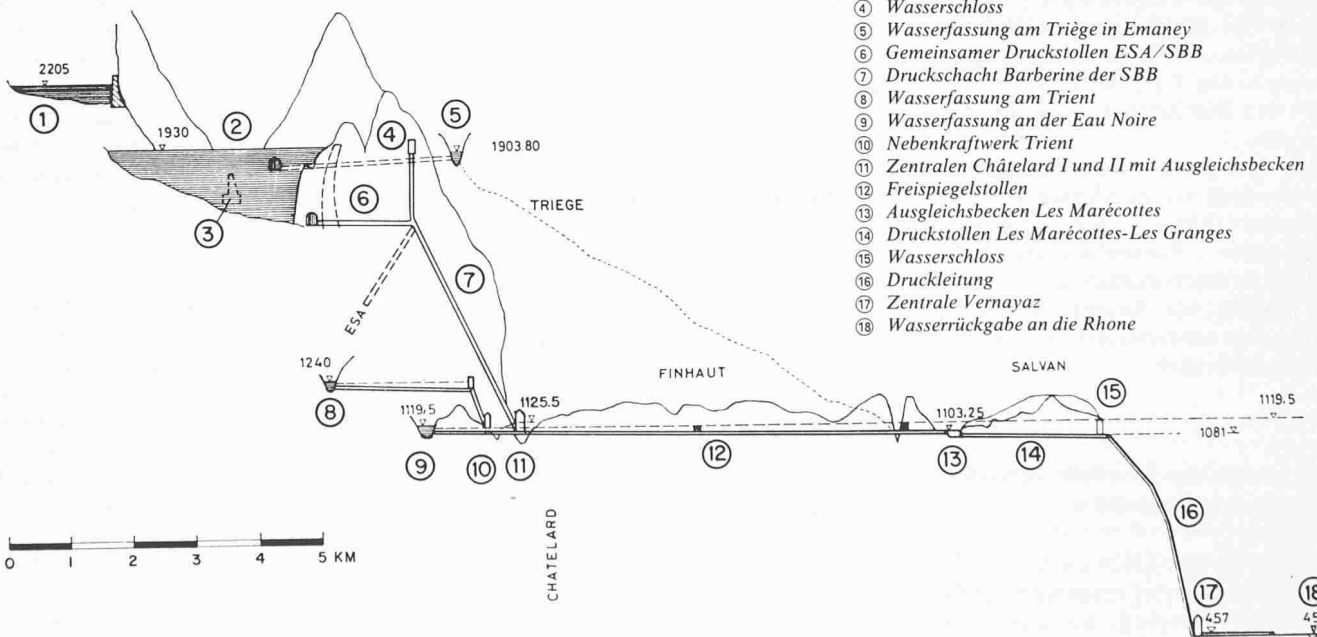 ④ Wasserschloss
⑤ Wasserfassung am Triège in Emaney
⑥ Gemeinsamer Druckstollen ESA/SBB
⑦ Druckschacht Barberine der SBB
⑧ Wasserfassung am Trient
⑨ Wasserfassung an der Eau Noire
⑩ Nebenkraftwerk Trient
⑪ Zentralen Châtelard I und II mit Ausgleichsbecken
⑫ Freispiegelstollen
⑬ Ausgleichsbecken Les Marécottes
⑭ Druckstollen Les Marécottes-Les Granges
⑮ Wasserschloss
⑯ Druckleitung
⑰ Zentrale Vernayaz
⑱ Wasserrückgabe an die Rhone
2205
①
1930
②
④
⑤
1903 80
③
⑥
TRIEGE
⑦
ESA
1240
⑧
FINHAUT
SALVAN
⑮
1119,5
1125.5
1103,25
1119,5
1081
⑨
⑩
⑪
⑫
⑬
⑭
⑯
CHATELARD
0 1 2 3 4 5 KM
⑰
⑱
457